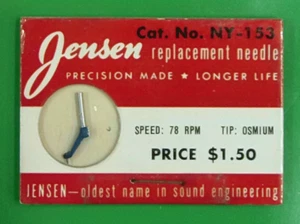 Cat. No. NY-153
Jensen replacement needle
PRECISION MADE ★ LONGER LIFE
SPEED: 78 RPM TIP: OSMIUM
PRICE $1.50
JENSEN—oldest name in sound engineering